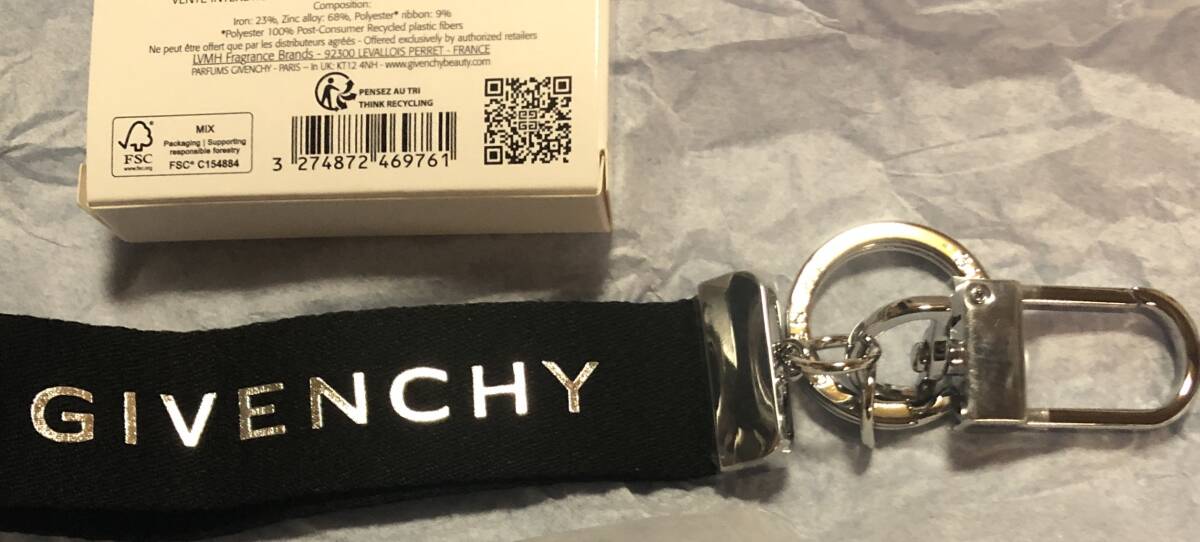 Composition:
Iron: 23%, Zinc alloy: 68%, Polyester* ribbon: 9%
*Polyester 100% Post-Consumer Recycled plastic fibers
Ne peut être offert que par les distributeurs agréés - Offered exclusively by authorized retailers
LVMH Fragrance Brands - 92300 LEVALLOIS PERRET - FRANCE
PARFUMS GIVENCHY - PARIS – In UK: KT12 4NH - www.givenchybeauty.com
PENSEZ AU TRI
THINK RECYCLING
FSC
www.fsc.org
MIX
Packaging | Supporting
responsible forestry
FSC® C154884
3 274872 469761
GIVENCHY